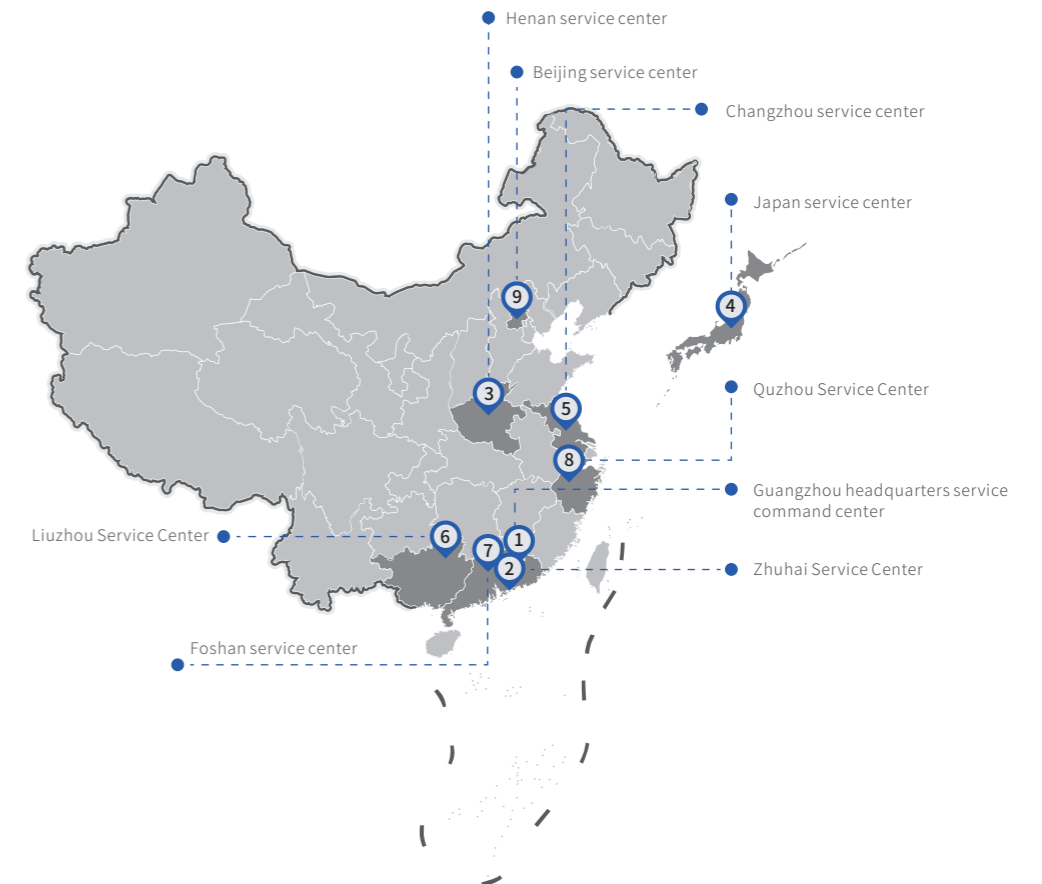 Henan service center
Beijing service center
Changzhou service center
Japan service center
9
4
Quzhou Service Center
3
5
8
Guangzhou headquarters service
command center
Liuzhou Service Center
6
7
1
2
Zhuhai Service Center
Foshan service center